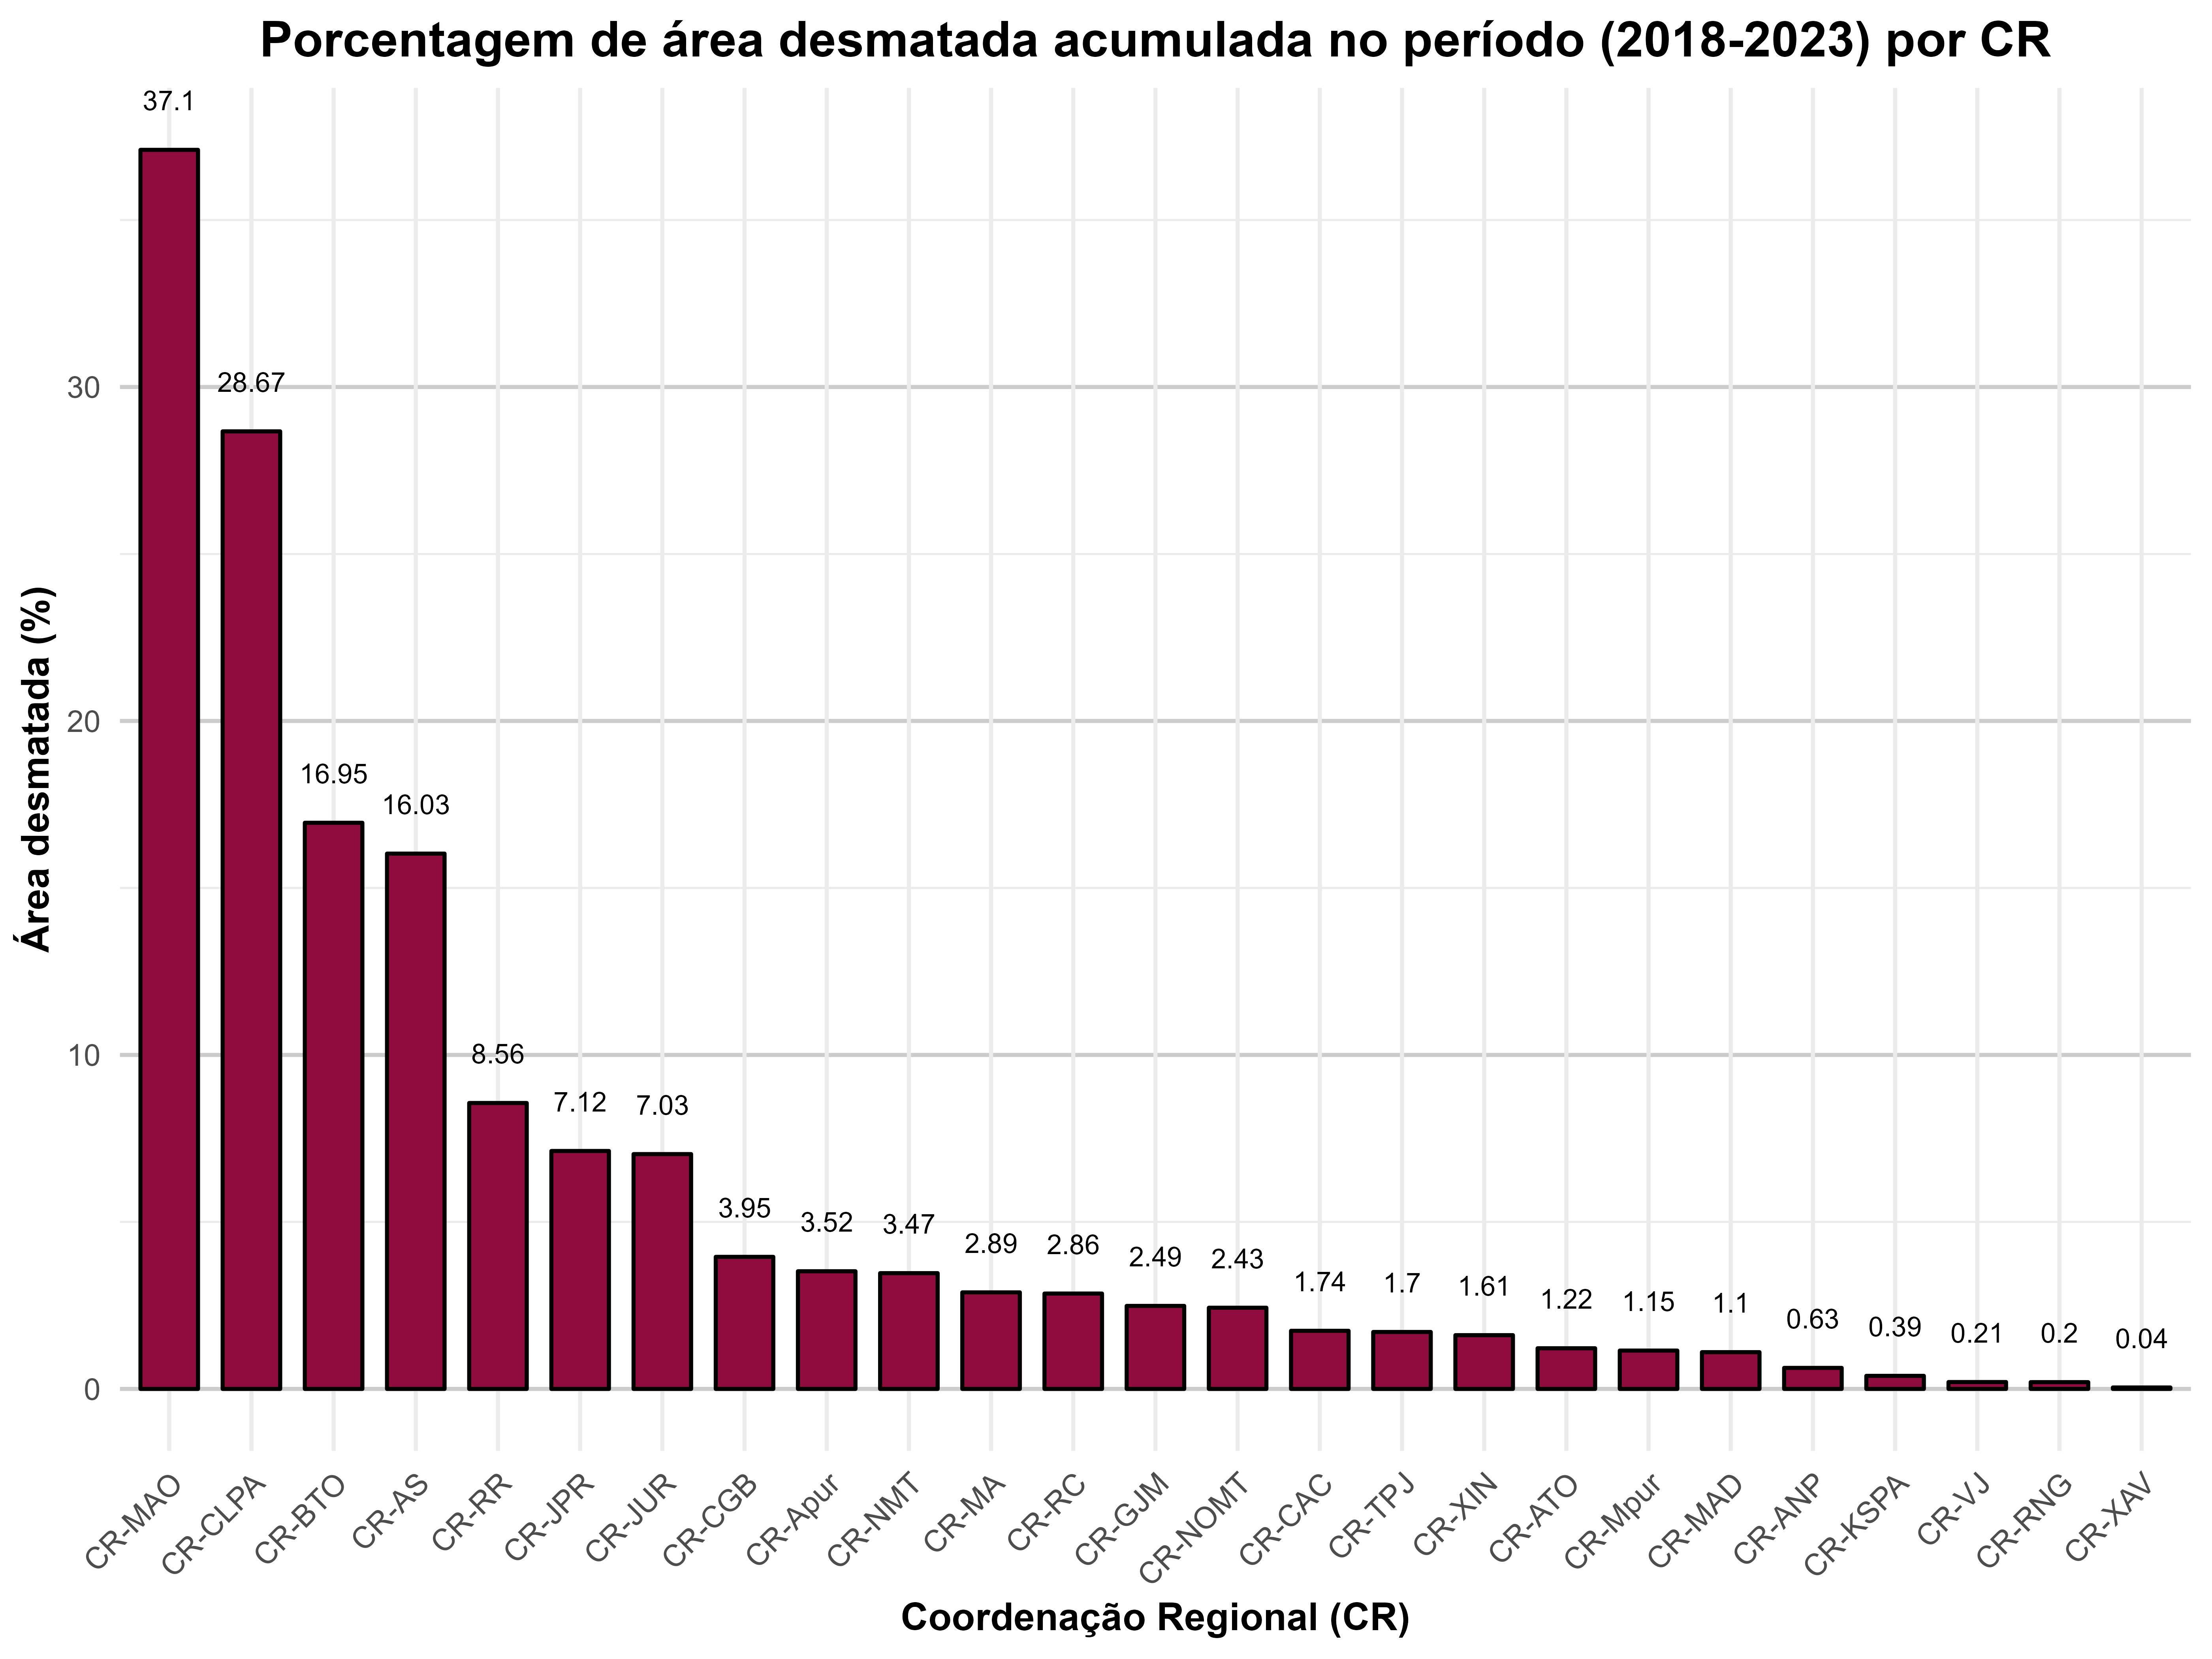 Porcentagem de área desmatada acumulada no período (2018-2023) por CR
37.1
28.67
16.95
16.03
8.56
7.12
7.03
3.95
3.52
3.47
2.89
2.86
2.49
2.43
1.74
1.7
1.61
1.22
1.15
1.1
0.63
0.39
0.21
0.2
0.04
Área desmatada (%)
30
20
10
0
CR-MAO
CR-CLPA
CR-BTO
CR-AS
CR-RR
CR-JPR
CR-JUR
CR-CGB
CR-Apur
CR-NMT
CR-MA
CR-RC
CR-GJM
CR-NOMT
CR-CAC
CR-TPJ
CR-XIN
CR-ATO
CR-Mpur
CR-MAD
CR-ANP
CR-KSPA
CR-VJ
CR-RNG
CR-XAV
Coordenação Regional (CR)